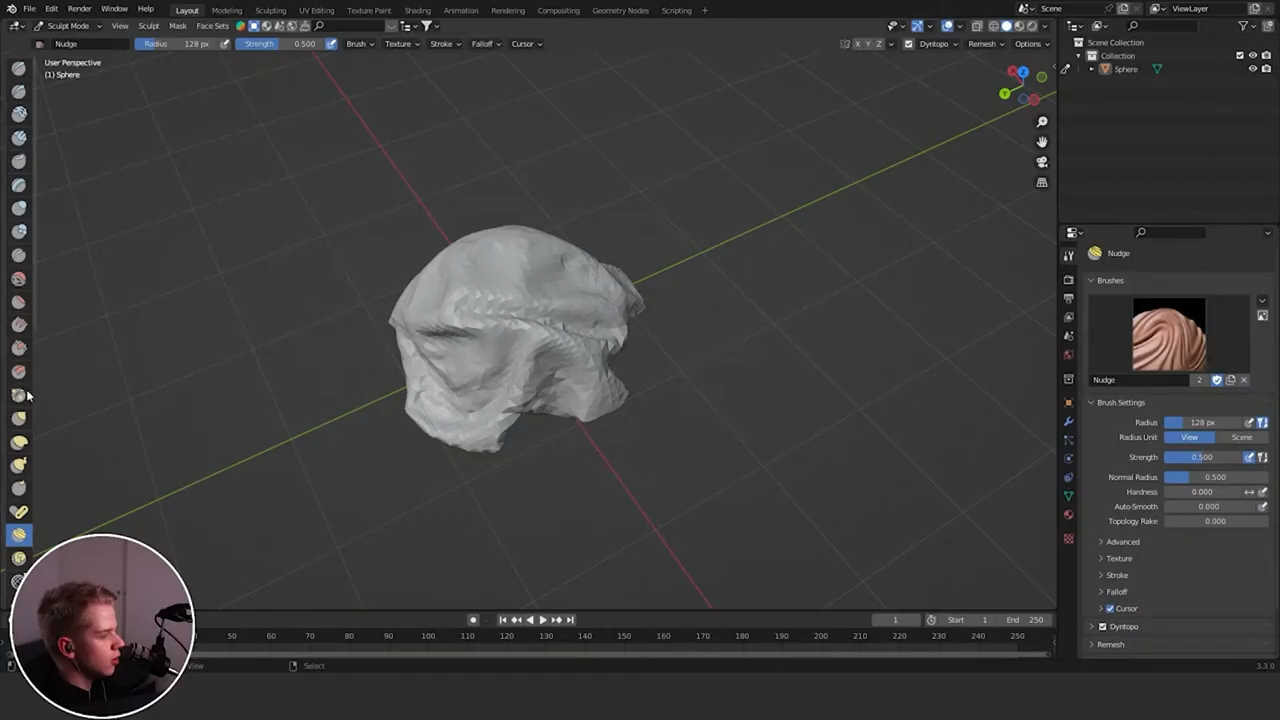 File Edit Render Window Help Layout Modeling Sculpting UV Editing Texture Paint Shading Animation Rendering Compositing Geometry Nodes Scripting + Scene ViewLayer
Sculpt Mode View Sculpt Mask Face Sets
Nudge Radius 128 px Strength 0.500 Brush Texture Stroke Falloff Cursor X Y Z Dyntopo Remesh Options
User Perspective
(1) Sphere
Z
Y
Scene Collection
Collection
Sphere
Nudge
Brushes
Nudge 2
Brush Settings
Radius 128 px
Radius Unit View Scene
Strength 0.500
Normal Radius 0.500
Hardness 0.000
Auto-Smooth 0.000
Topology Rake 0.000
Advanced
Texture
Stroke
Falloff
Cursor
Dyntopo
Remesh
1 Start 1 End 250
50 60 70 80 90 100 110 120 130 140 150 160 170 180 190 200 210 220 230 240 250
View Select 3.3.0